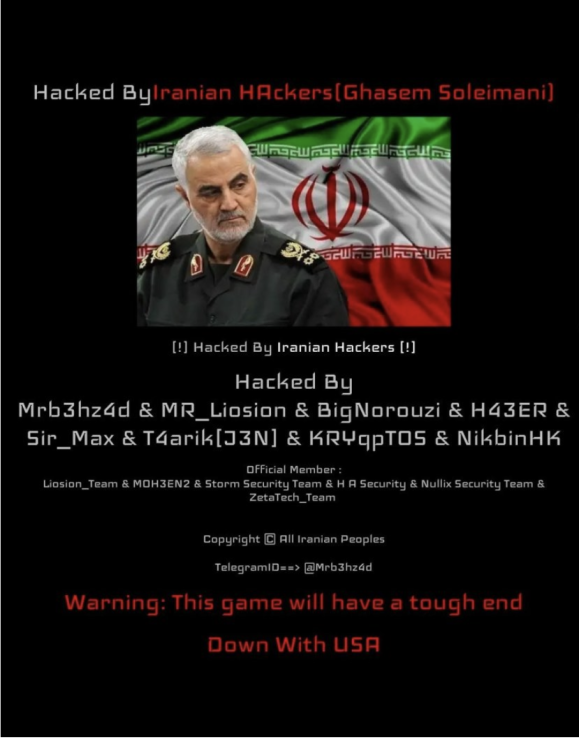 Hacked ByIranian HAckers(Ghasem Soleimani)
[!] Hacked By Iranian Hackers [!]
Hacked By
Mrb3hz4d & MR_Liosion & BigNorouzi & H43ER &
Sir_Max & T4arik[J3N] & KRYqpTOS & NikbinHK
Official Member :
Liosion_Team & MOH3EN2 & Storm Security Team & H A Security & Nullix Security Team &
ZetaTech_Team
Copyright © All Iranian Peoples
TelegramID==> @Mrb3hz4d
Warning: This game will have a tough end
Down With USA